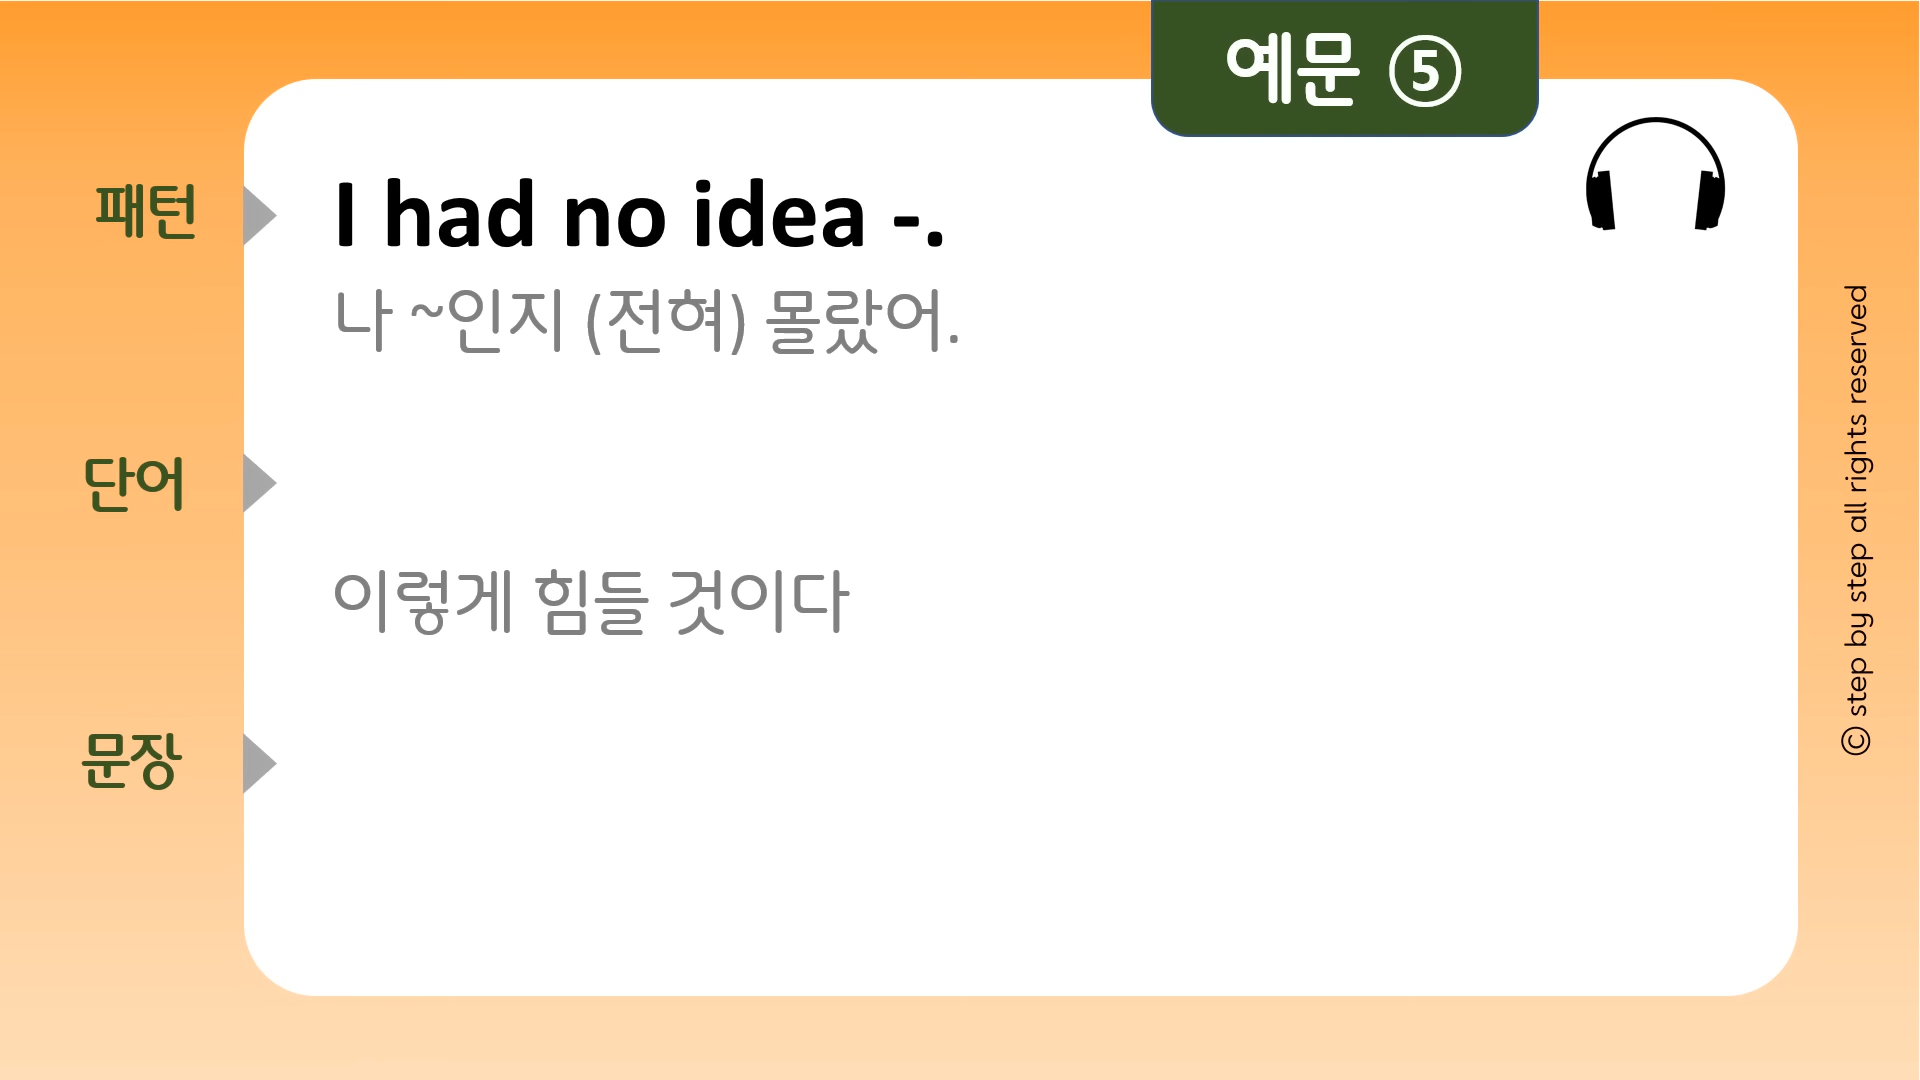 예문 ⑤
패턴
I had no idea -.
나 ~인지 (전혀) 몰랐어.
단어
이렇게 힘들 것이다
문장
ⓒ step by step all rights reserved